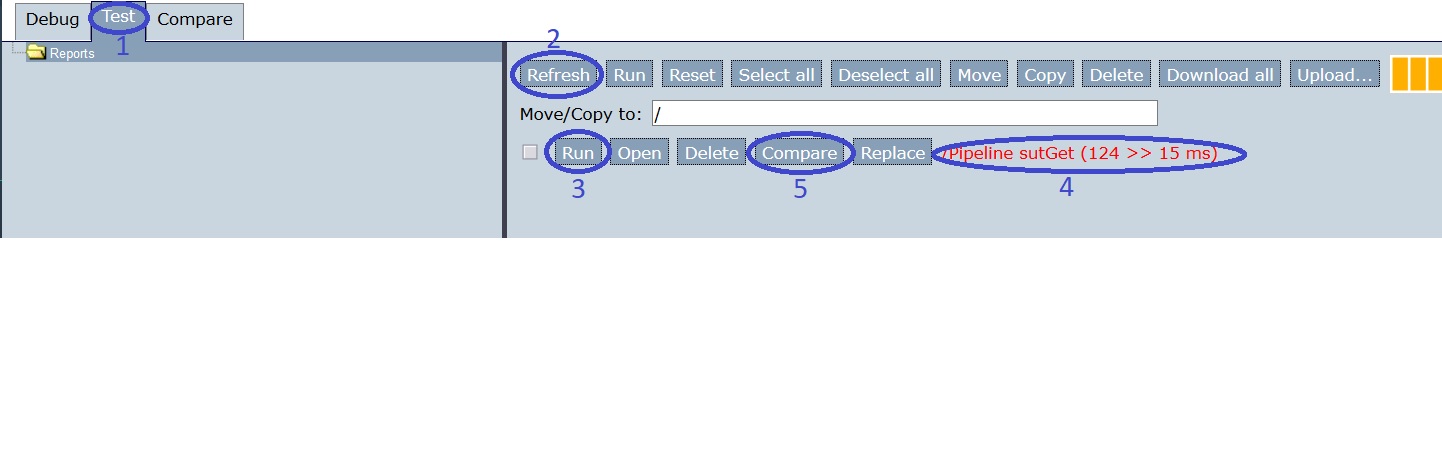 Debug Test Compare
1
Reports
2
Refresh Run Reset Select all Deselect all Move Copy Delete Download all Upload...
Move/Copy to: /
Run Open Delete Compare Replace /Pipeline sutGet (124 >> 15 ms)
3 5 4